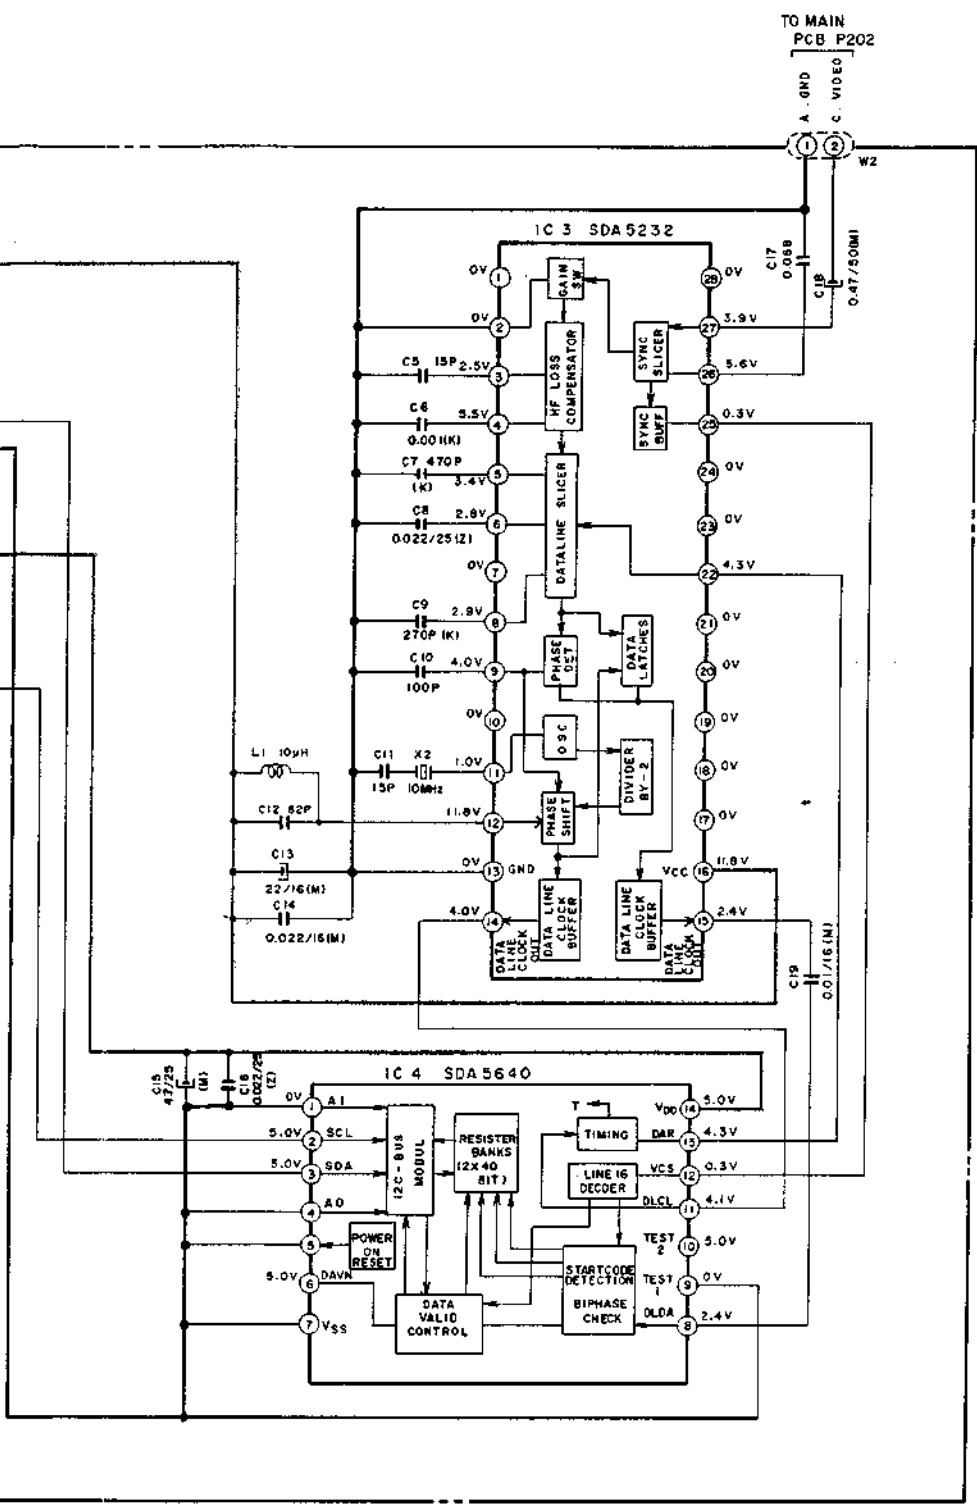 TO MAIN
PCB P202
A. GND
C. VIDEO
1
2
W2
IC 3 SDA5232
C17
0.068
C18
0.47/50(M)
0V
1
GAIN
SW
28
0V
0V
2
27
3.9V
C5 15P
2.5V
3
HF LOSS
COMPENSATOR
SYNC
SLICER
26
5.6V
C6
0.001(K)
5.5V
4
SYNC
BUFF
25
0.3V
C7 470P
(K)
3.4V
5
DATALINE SLICER
24
0V
C8
0.022/25(Z)
2.8V
6
23
0V
0V
7
22
4.3V
C9
270P (K)
2.9V
8
21
0V
C10
100P
4.0V
9
PHASE
DET
DATA
LATCHES
20
0V
0V
10
OSC
19
0V
L1 10µH
C11
15P
X2
10MHz
1.0V
11
DIVIDER
BY-2
18
0V
C12 82P
11.8V
12
PHASE
SHIFT
17
0V
C13
22/16(M)
0V
13
GND
VCC
16
11.8V
C14
0.022/16(M)
4.0V
14
DATA
LINE
CLOCK
OUT
DATA LINE
CLOCK
BUFFER
DATA LINE
CLOCK
BUFFER
DATA
LINE
CLOCK
OUT
15
2.4V
C19
0.01/16(M)
C15
47/25
(M)
C16
0.022/25
(Z)
IC 4 SDA5640
0V
1
A1
T
VDD
14
5.0V
5.0V
2
SCL
I2C-BUS
MODUL
RESISTER
BANKS
(2X40
BIT)
TIMING
DAR
13
4.3V
5.0V
3
SDA
LINE 16
DECDER
VCS
12
0.3V
4
A0
DLCL
11
4.1V
5
POWER
ON
RESET
TEST
2
10
5.0V
5.0V
6
DAVN
STARTCODE
DETECTION
BIPHASE
CHECK
TEST
1
9
0V
7
VSS
DATA
VALID
CONTROL
DLDA
8
2.4V